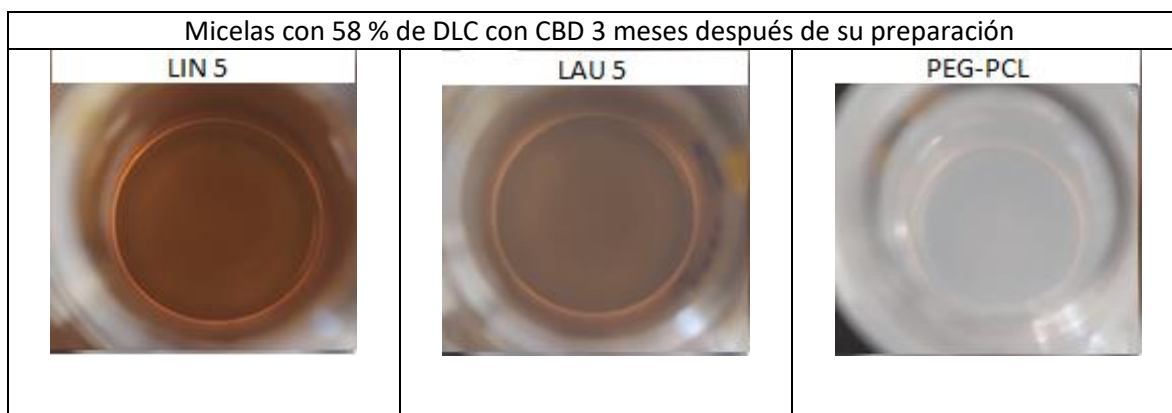 Micelas con 58 % de DLC con CBD 3 meses después de su preparación
LIN 5
LAU 5
PEG-PCL